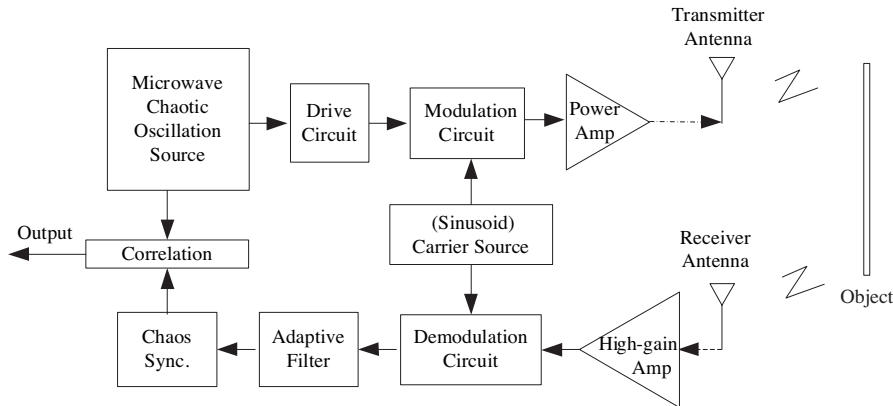 Transmitter
Antenna
Microwave
Chaotic
Oscillation
Source
Drive
Circuit
Modulation
Circuit
Power
Amp
(Sinusoid)
Carrier Source
Output
Correlation
Receiver
Antenna
Object
Chaos
Sync.
Adaptive
Filter
Demodulation
Circuit
High-gain
Amp